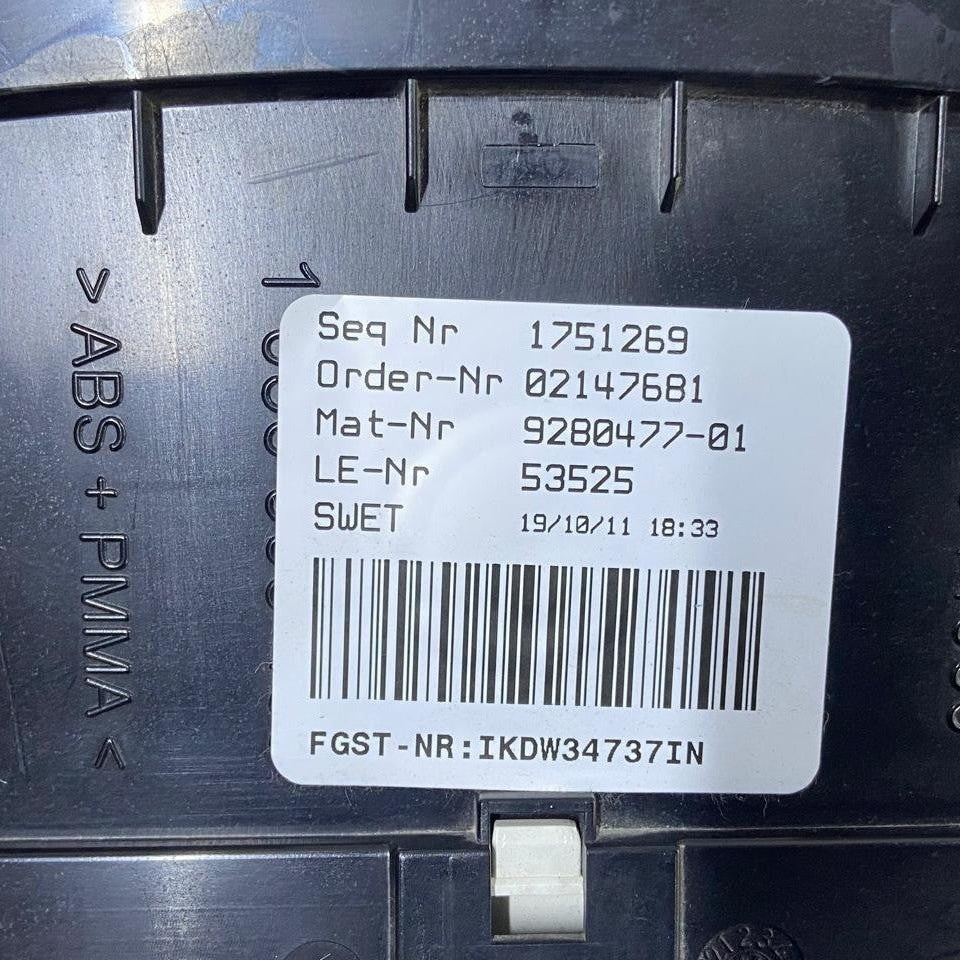 Seq Nr 1751269
Order-Nr 02147681
Mat-Nr 9280477-01
LE-Nr 53525
SWET 19/10/11 18:33
FGST-NR:IKDW34737IN
>ABS + PMMA<